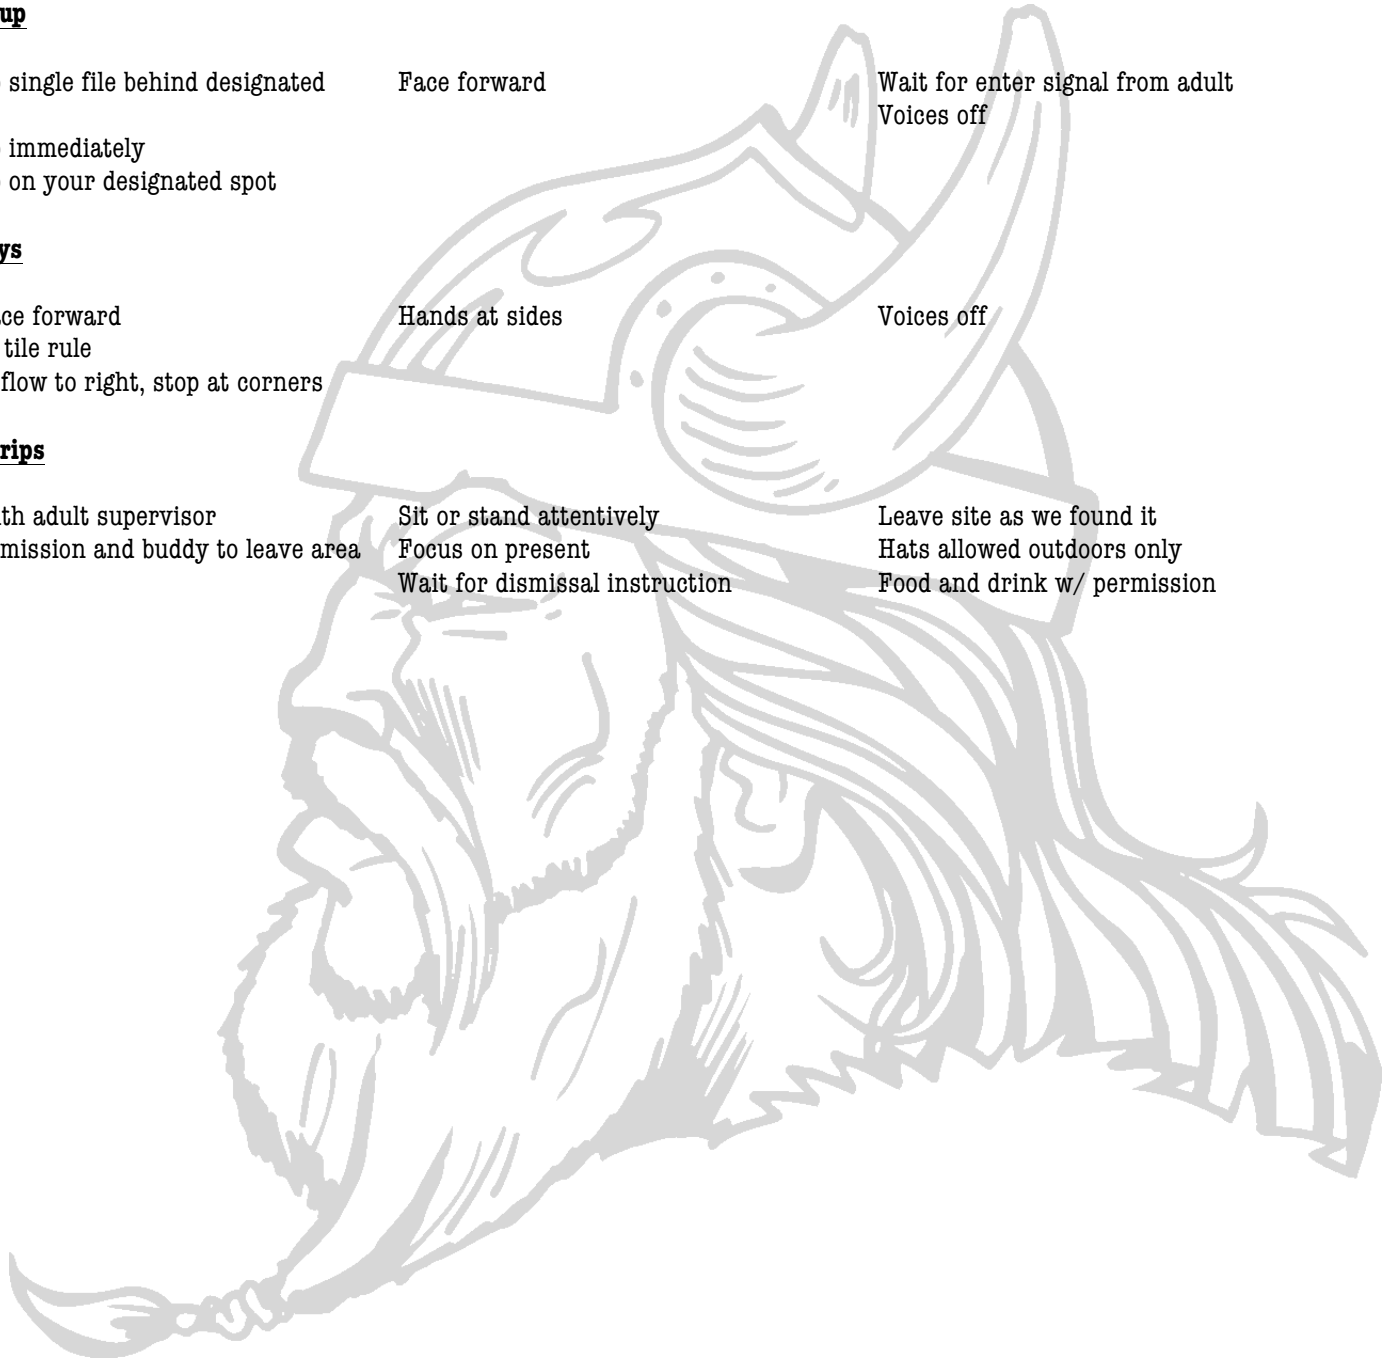 up
single file behind designated Face forward Wait for enter signal from adult
Voices off
immediately
on your designated spot
ys
ce forward Hands at sides Voices off
tile rule
flow to right, stop at corners
rips
th adult supervisor Sit or stand attentively Leave site as we found it
mission and buddy to leave area Focus on present Hats allowed outdoors only
Wait for dismissal instruction Food and drink w/ permission